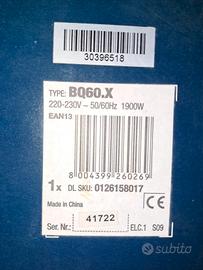 30396518
TYPE: BQ60.X
220-230V ~ 50/60Hz 1900W
EAN13
8 004399 260269
1x DL SKU: 0126158017
Made in China
Ser. Nr.: 41722 ELC.1 S09
CE
subito